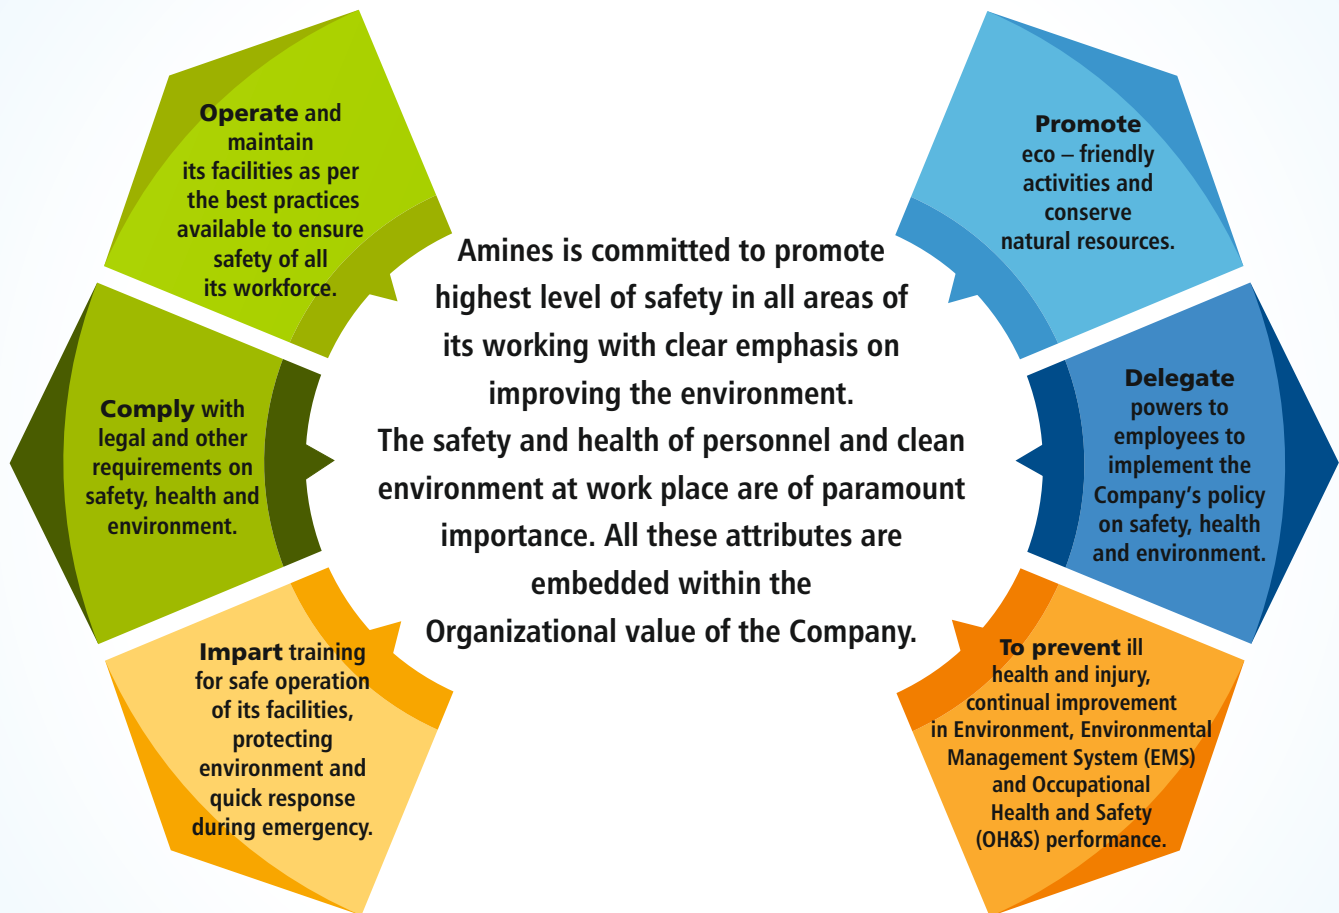 Operate and
maintain
its facilities as per
the best practices
available to ensure
safety of all
its workforce.
Comply with
legal and other
requirements on
safety, health and
environment.
Impart training
for safe operation
of its facilities,
protecting
environment and
quick response
during emergency.
Amines is committed to promote
highest level of safety in all areas of
its working with clear emphasis on
improving the environment.
The safety and health of personnel and clean
environment at work place are of paramount
importance. All these attributes are
embedded within the
Organizational value of the Company.
Promote
eco – friendly
activities and
conserve
natural resources.
Delegate
powers to
employees to
implement the
Company’s policy
on safety, health
and environment.
To prevent ill
health and injury,
continual improvement
in Environment, Environmental
Management System (EMS)
and Occupational
Health and Safety
(OH&S) performance.